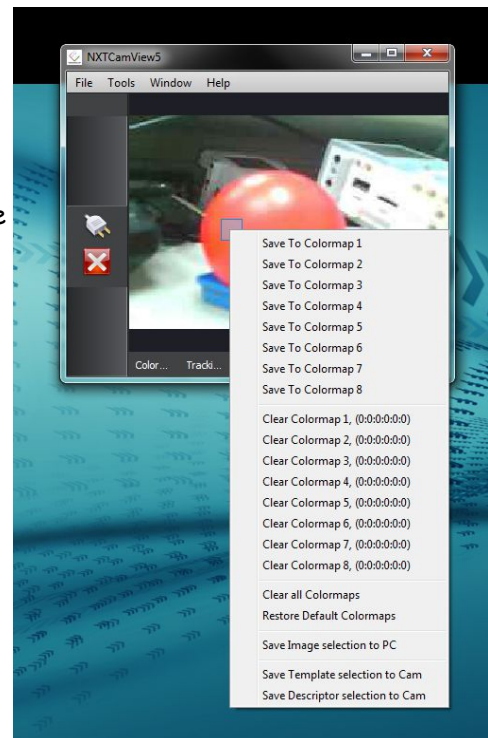 NXTCamView5
File Tools Window Help
e
Save To Colormap 1
Save To Colormap 2
Save To Colormap 3
Save To Colormap 4
Save To Colormap 5
Save To Colormap 6
Save To Colormap 7
Save To Colormap 8
Color... Tracki...
Clear Colormap 1, (0:0:0:0:0:0)
Clear Colormap 2, (0:0:0:0:0:0)
Clear Colormap 3, (0:0:0:0:0:0)
Clear Colormap 4, (0:0:0:0:0:0)
Clear Colormap 5, (0:0:0:0:0:0)
Clear Colormap 6, (0:0:0:0:0:0)
Clear Colormap 7, (0:0:0:0:0:0)
Clear Colormap 8, (0:0:0:0:0:0)
Clear all Colormaps
Restore Default Colormaps
Save Image selection to PC
Save Template selection to Cam
Save Descriptor selection to Cam